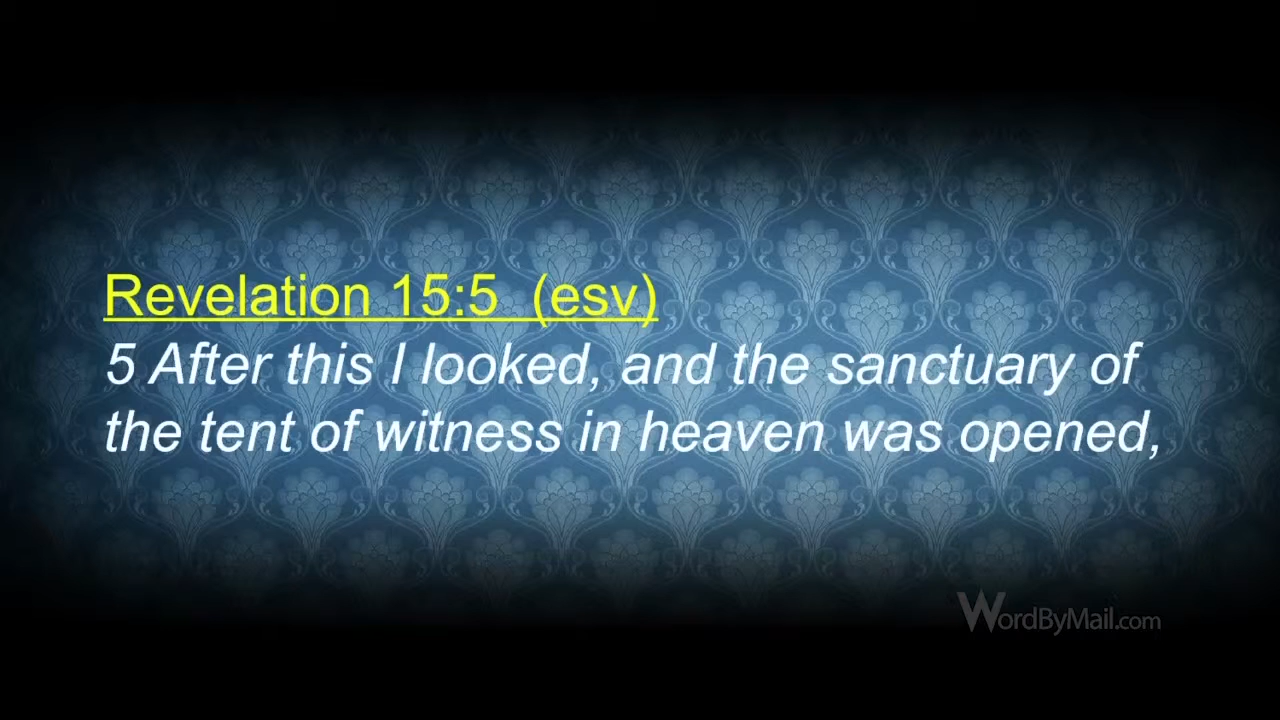 Revelation 15:5 (esv)
5 After this I looked, and the sanctuary of
the tent of witness in heaven was opened,
WordByMail.com